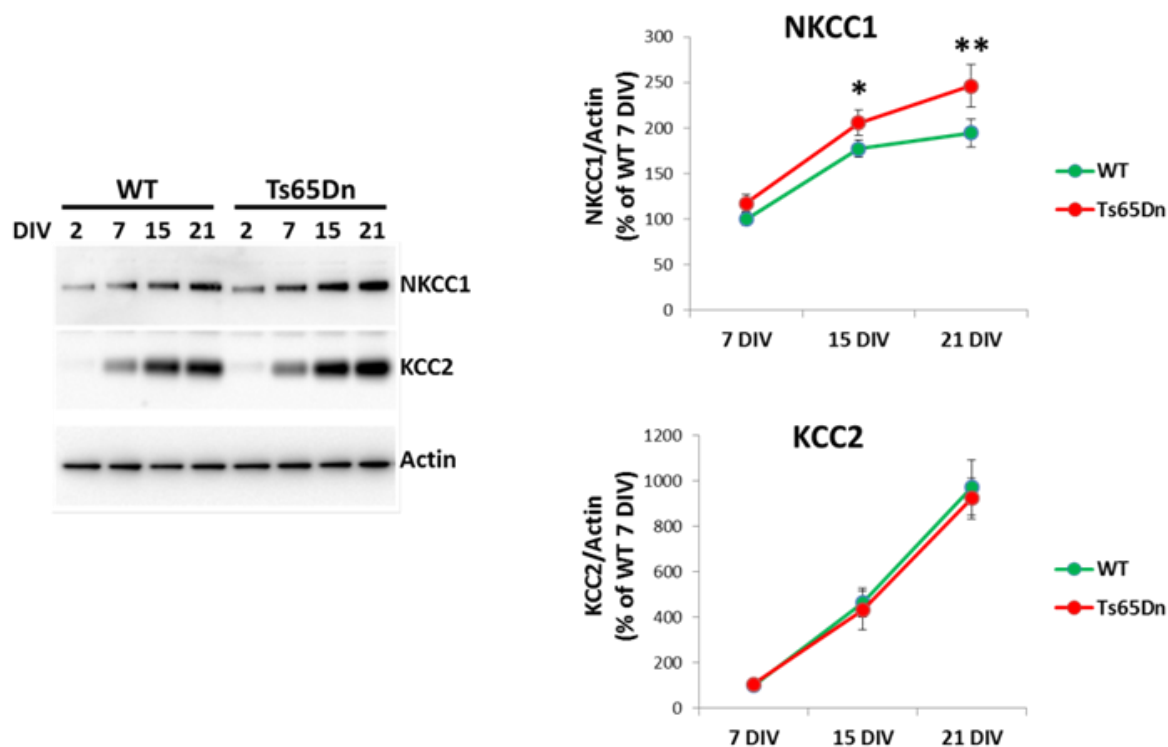 WT Ts65Dn
DIV 2 7 15 21 2 7 15 21
NKCC1
KCC2
Actin
NKCC1
NKCC1/Actin
(% of WT 7 DIV)
300
250
200
150
100
50
0
* **
7 DIV 15 DIV 21 DIV
WT
Ts65Dn
KCC2
KCC2/Actin
(% of WT 7 DIV)
1200
1000
800
600
400
200
0
7 DIV 15 DIV 21 DIV
WT
Ts65Dn